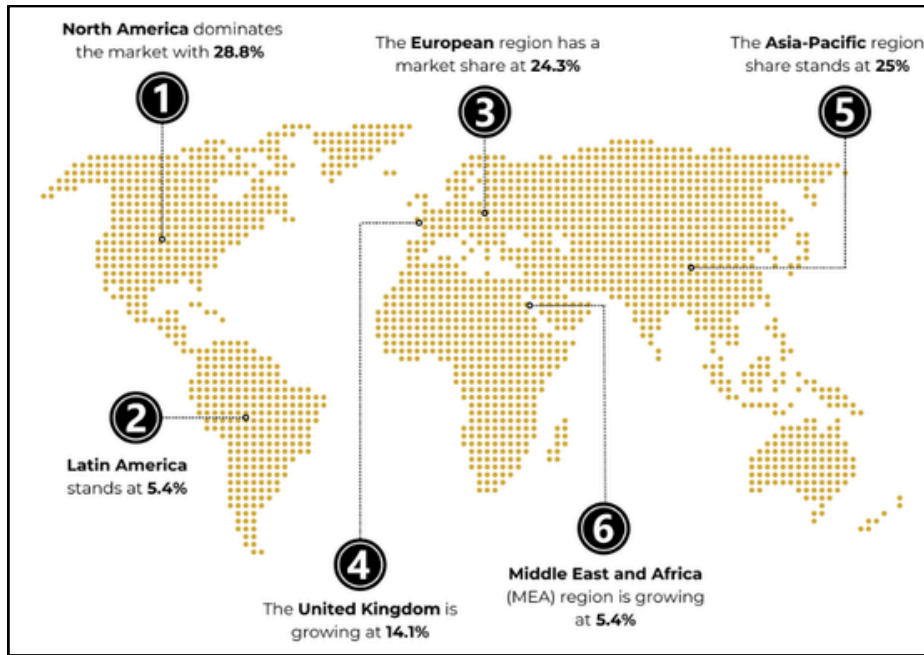 North America dominates
the market with 28.8%
1
2
Latin America
stands at 5.4%
The European region has a
market share at 24.3%
3
4
The United Kingdom is
growing at 14.1%
The Asia-Pacific region
share stands at 25%
5
6
Middle East and Africa
(MEA) region is growing
at 5.4%